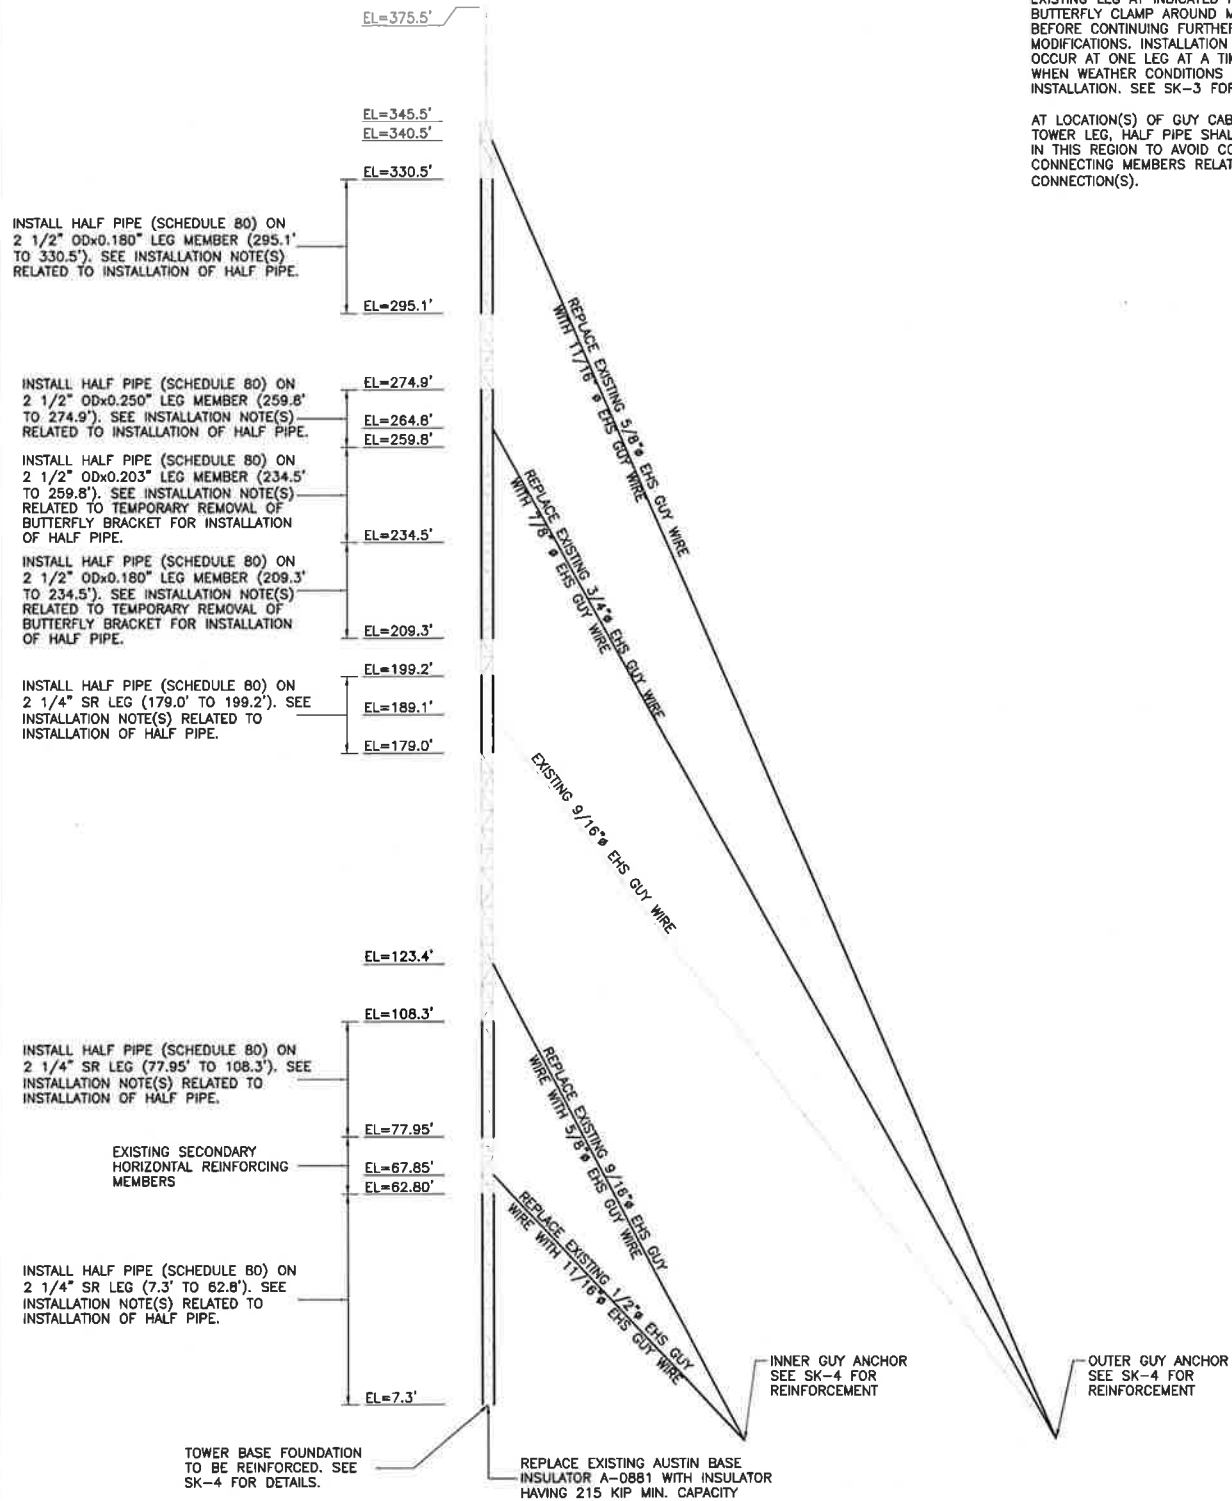 EL=375.5'
EXISTING LEG AT INDICATED
BUTTERFLY CLAMP AROUND
BEFORE CONTINUING FURTHER
MODIFICATIONS. INSTALLATION
OCCUR AT ONE LEG AT A
WHEN WEATHER CONDITIONS
INSTALLATION. SEE SK-3 FOR
AT LOCATION(S) OF GUY
TOWER LEG, HALF PIPE
IN THIS REGION TO AVOID
CONNECTING MEMBERS
CONNECTION(S).
EL=345.5'
EL=340.5'
EL=330.5'
INSTALL HALF PIPE (SCHEDULE 80) ON
2 1/2" ODx0.180" LEG MEMBER (295.1'
TO 330.5'). SEE INSTALLATION NOTE(S)
RELATED TO INSTALLATION OF HALF PIPE.
EL=295.1'
REPLACE EXISTING 5/8"ø EHS GUY WIRE
WITH 11/16"ø EHS GUY WIRE
EL=274.9'
INSTALL HALF PIPE (SCHEDULE 80) ON
2 1/2" ODx0.250" LEG MEMBER (259.8'
TO 274.9'). SEE INSTALLATION NOTE(S)
RELATED TO INSTALLATION OF HALF PIPE.
EL=264.8'
EL=259.8'
INSTALL HALF PIPE (SCHEDULE 80) ON
2 1/2" ODx0.203" LEG MEMBER (234.5'
TO 259.8'). SEE INSTALLATION NOTE(S)
RELATED TO TEMPORARY REMOVAL OF
BUTTERFLY BRACKET FOR INSTALLATION
OF HALF PIPE.
REPLACE EXISTING 3/4"ø EHS GUY WIRE
WITH 7/8"ø EHS GUY WIRE
EL=234.5'
INSTALL HALF PIPE (SCHEDULE 80) ON
2 1/2" ODx0.180" LEG MEMBER (209.3'
TO 234.5'). SEE INSTALLATION NOTE(S)
RELATED TO TEMPORARY REMOVAL OF
BUTTERFLY BRACKET FOR INSTALLATION
OF HALF PIPE.
EL=209.3'
EL=199.2'
INSTALL HALF PIPE (SCHEDULE 80) ON
2 1/4" SR LEG (179.0' TO 199.2'). SEE
INSTALLATION NOTE(S) RELATED TO
INSTALLATION OF HALF PIPE.
EL=189.1'
EL=179.0'
EXISTING 9/16"ø EHS GUY WIRE
EL=123.4'
EL=108.3'
INSTALL HALF PIPE (SCHEDULE 80) ON
2 1/4" SR LEG (77.95' TO 108.3'). SEE
INSTALLATION NOTE(S) RELATED TO
INSTALLATION OF HALF PIPE.
REPLACE EXISTING 9/16"ø EHS GUY
WIRE WITH 5/8"ø EHS GUY WIRE
EL=77.95'
EXISTING SECONDARY
HORIZONTAL REINFORCING
MEMBERS
EL=67.85'
EL=62.80'
REPLACE EXISTING 1/2"ø EHS GUY
WIRE WITH 11/16"ø EHS GUY WIRE
INSTALL HALF PIPE (SCHEDULE 80) ON
2 1/4" SR LEG (7.3' TO 62.8'). SEE
INSTALLATION NOTE(S) RELATED TO
INSTALLATION OF HALF PIPE.
INNER GUY ANCHOR
SEE SK-4 FOR
REINFORCEMENT
OUTER GUY ANCHOR
SEE SK-4 FOR
REINFORCEMENT
EL=7.3'
TOWER BASE FOUNDATION
TO BE REINFORCED. SEE
SK-4 FOR DETAILS.
REPLACE EXISTING AUSTIN BASE
INSULATOR A-0881 WITH INSULATOR
HAVING 215 KIP MIN. CAPACITY